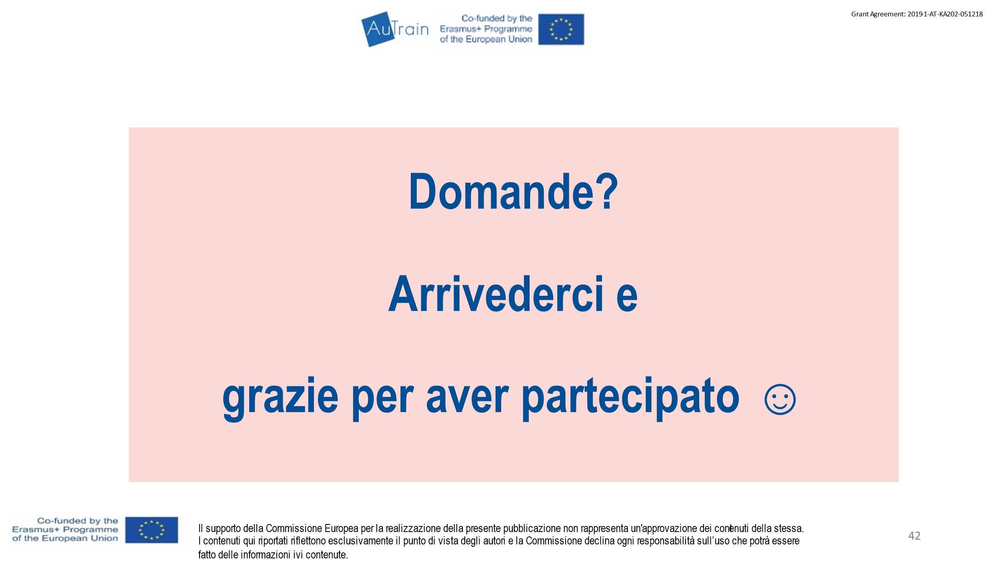 AuTrain
Co-funded by the
Erasmus+ Programme
of the European Union
Grant Agreement: 2019-1-AT-KA202-051218
Domande?
Arrivederci e
grazie per aver partecipato ☺
Co-funded by the
Erasmus+ Programme
of the European Union
Il supporto della Commissione Europea per la realizzazione della presente pubblicazione non rappresenta un'approvazione dei contenuti della stessa.
I contenuti qui riportati riflettono esclusivamente il punto di vista degli autori e la Commissione declina ogni responsabilità sull’uso che potrà essere
fatto delle informazioni ivi contenute.
42